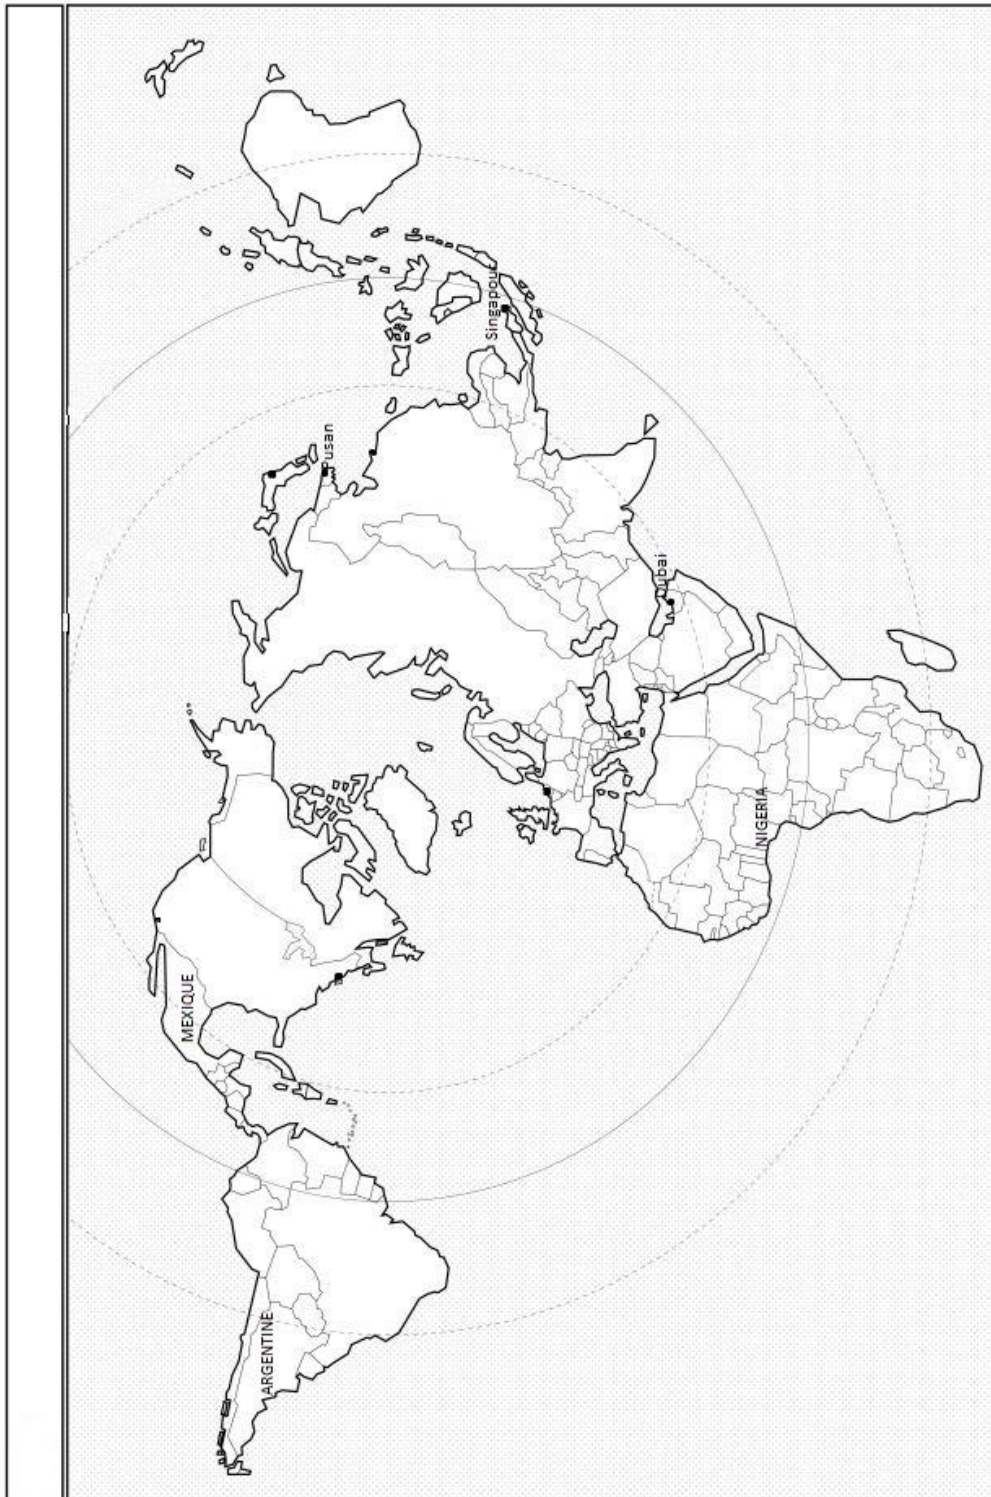 MEXIQUE
ARGENTINE
Pusan
Singapour
Dubai
NIGERIA